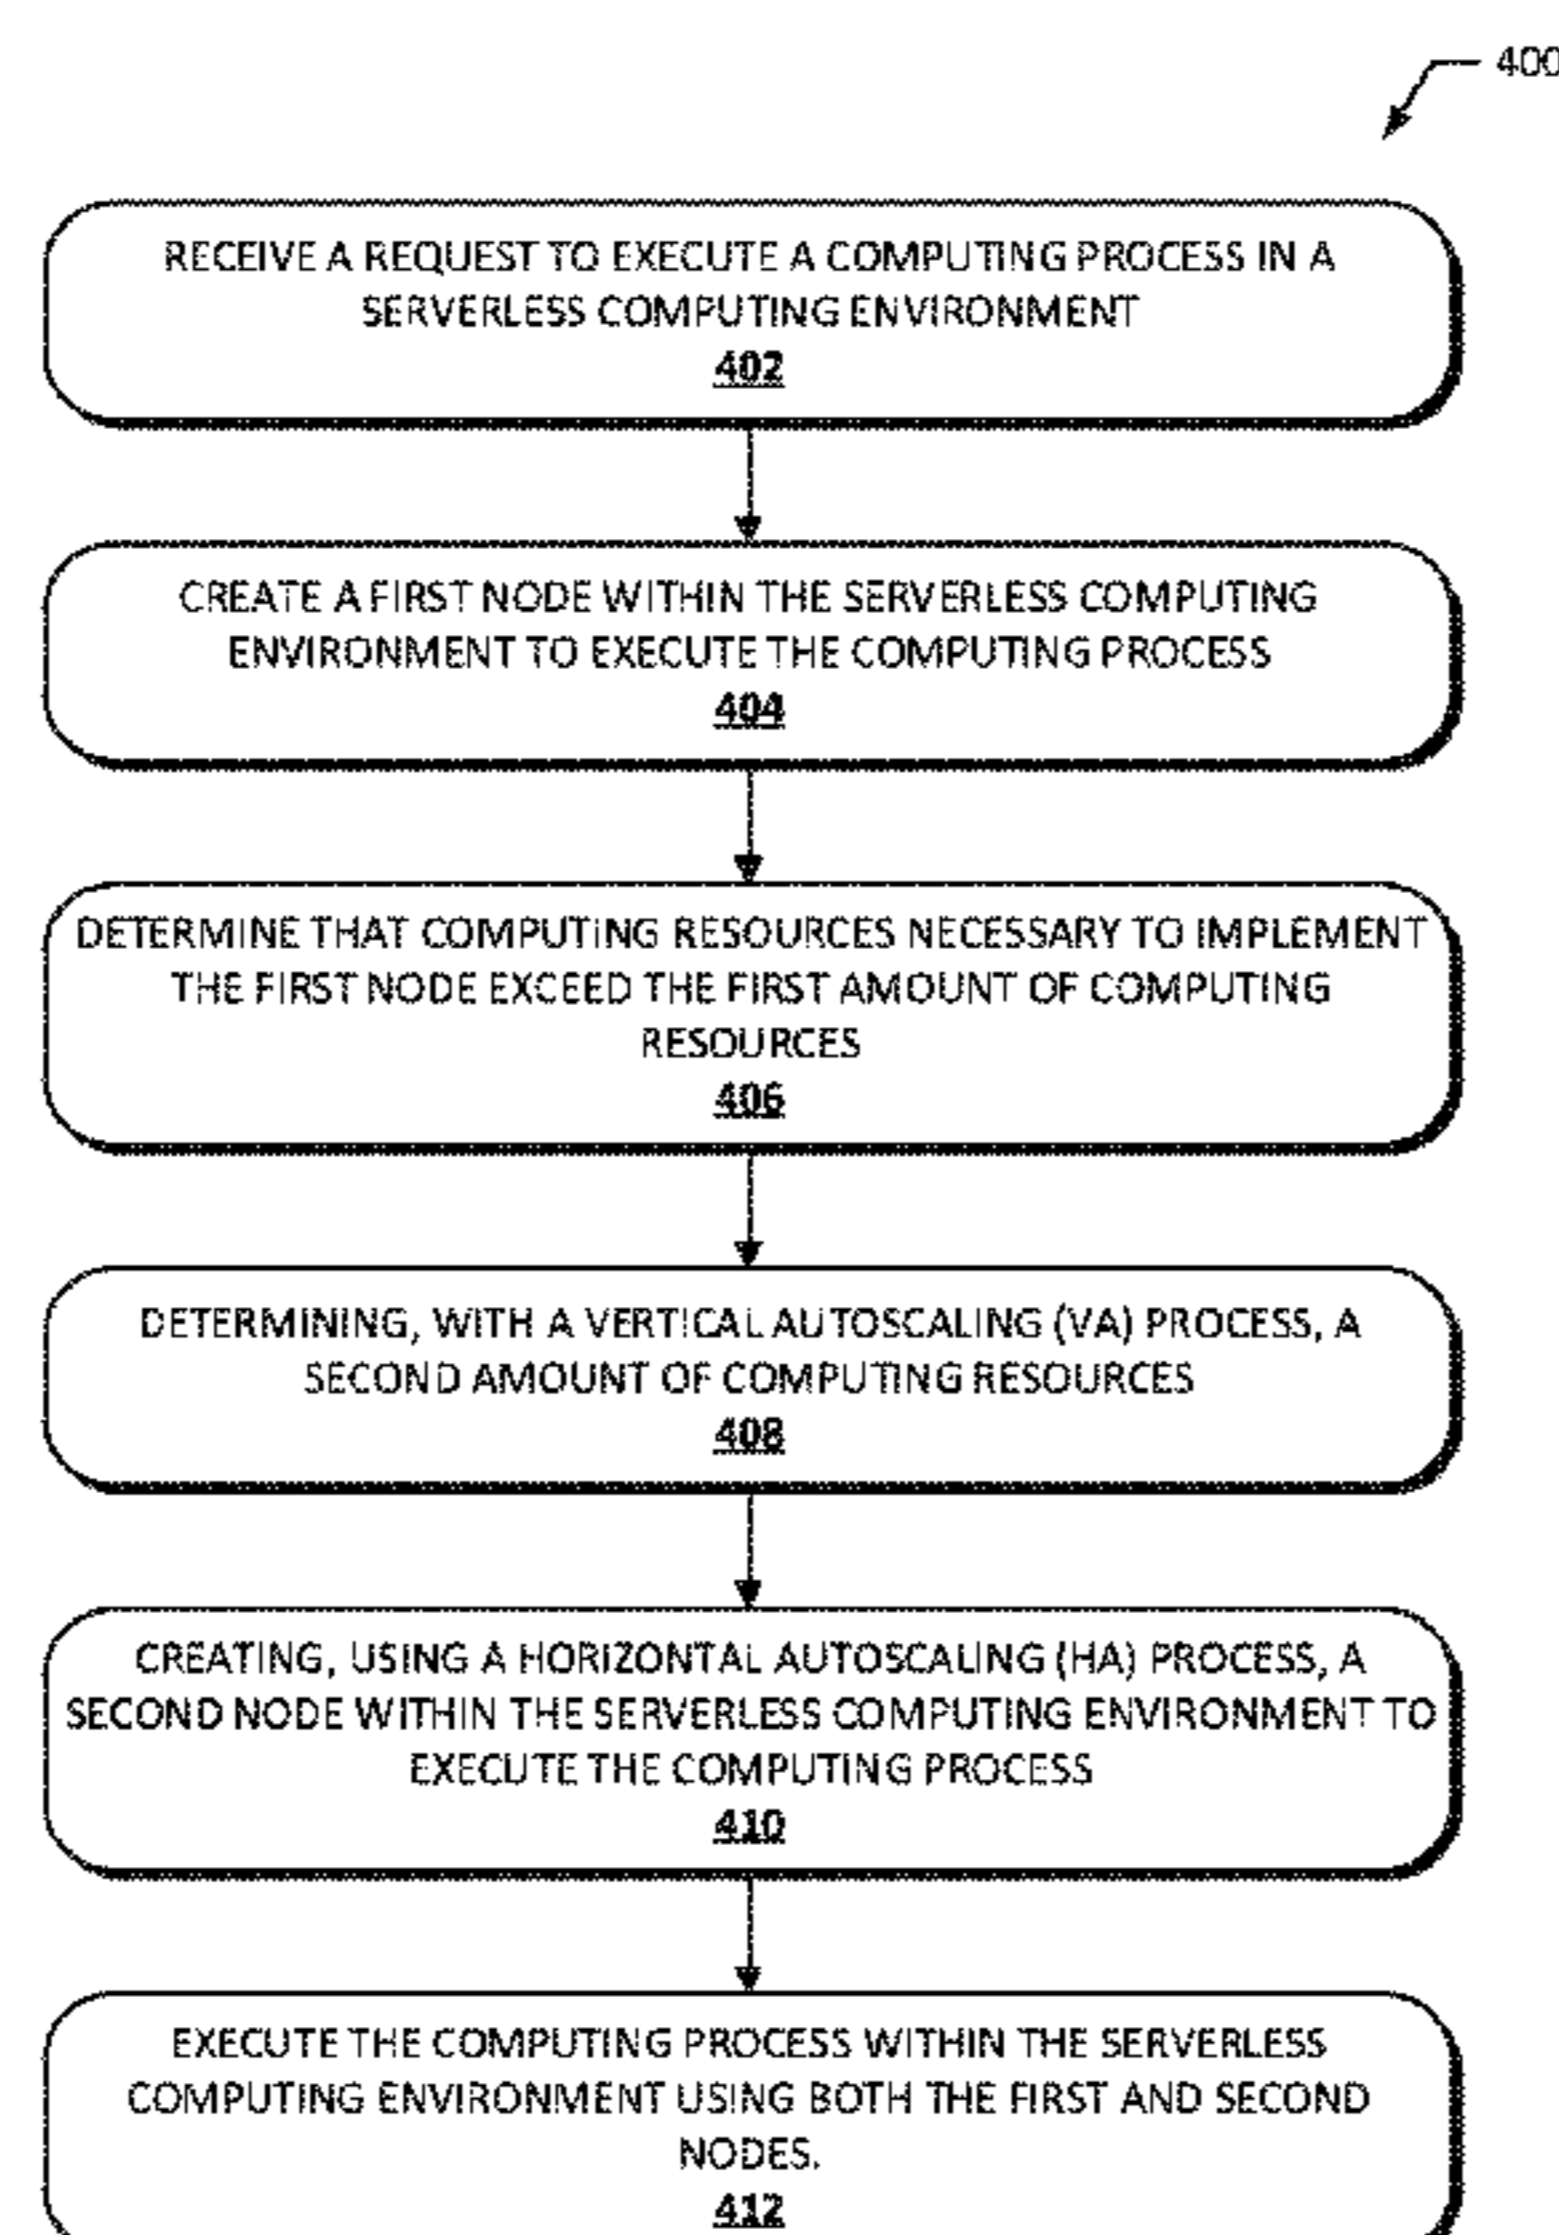 400
RECEIVE A REQUEST TO EXECUTE A COMPUTING PROCESS IN A
SERVERLESS COMPUTING ENVIRONMENT
402
CREATE A FIRST NODE WITHIN THE SERVERLESS COMPUTING
ENVIRONMENT TO EXECUTE THE COMPUTING PROCESS
404
DETERMINE THAT COMPUTING RESOURCES NECESSARY TO IMPLEMENT
THE FIRST NODE EXCEED THE FIRST AMOUNT OF COMPUTING
RESOURCES
406
DETERMINING, WITH A VERTICAL AUTOSCALING (VA) PROCESS, A
SECOND AMOUNT OF COMPUTING RESOURCES
408
CREATING, USING A HORIZONTAL AUTOSCALING (HA) PROCESS, A
SECOND NODE WITHIN THE SERVERLESS COMPUTING ENVIRONMENT TO
EXECUTE THE COMPUTING PROCESS
410
EXECUTE THE COMPUTING PROCESS WITHIN THE SERVERLESS
COMPUTING ENVIRONMENT USING BOTH THE FIRST AND SECOND
NODES.
412